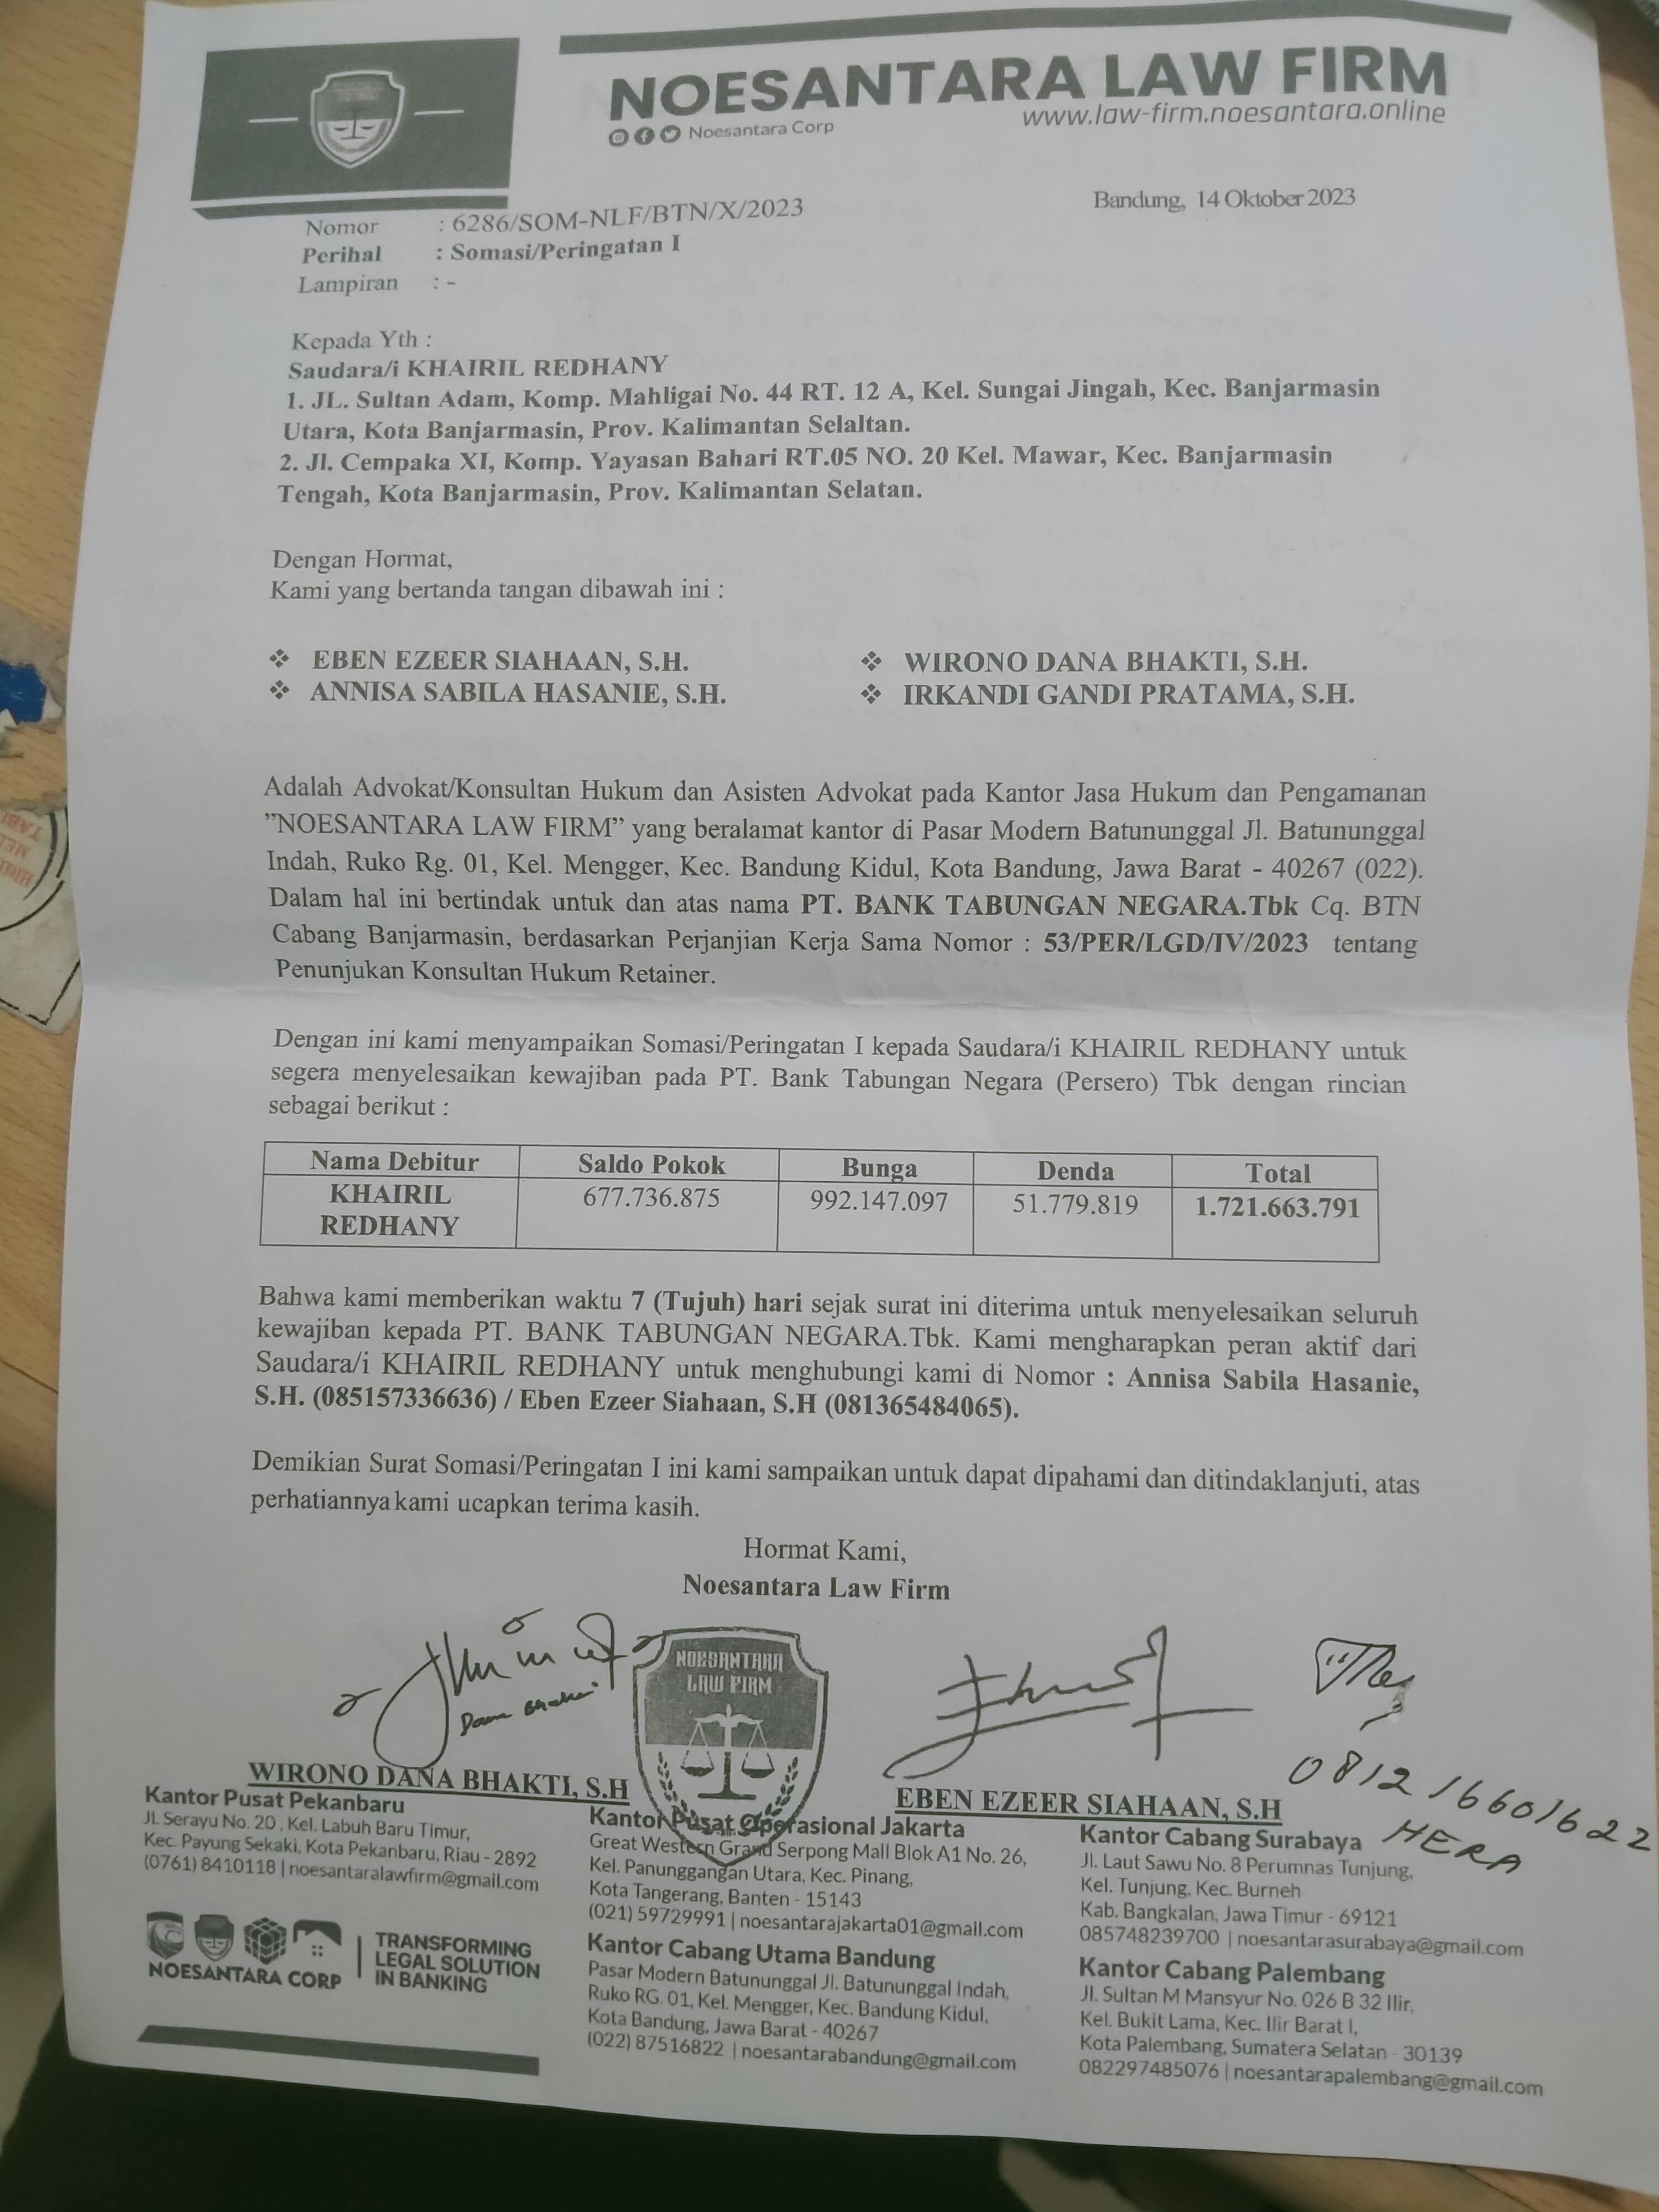 NOESANTARA LAW FIRM
www.law-firm.noesantara.online
Noesantara Corp
Bandung, 14 Oktober 2023
Nomor : 6286/SOM-NLF/BTN/X/2023
Perihal : Somasi/Peringatan I
Lampiran : -
Kepada Yth :
Saudara/i KHAIRIL REDHANY
1. JL. Sultan Adam, Komp. Mahligai No. 44 RT. 12 A, Kel. Sungai Jingah, Kec. Banjarmasin
Utara, Kota Banjarmasin, Prov. Kalimantan Selaltan.
2. Jl. Cempaka XI, Komp. Yayasan Bahari RT.05 NO. 20 Kel. Mawar, Kec. Banjarmasin
Tengah, Kota Banjarmasin, Prov. Kalimantan Selatan.
Dengan Hormat,
Kami yang bertanda tangan dibawah ini :
❖ EBEN EZEER SIAHAAN, S.H. ❖ WIRONO DANA BHAKTI, S.H.
❖ ANNISA SABILA HASANIE, S.H. ❖ IRKANDI GANDI PRATAMA, S.H.
Adalah Advokat/Konsultan Hukum dan Asisten Advokat pada Kantor Jasa Hukum dan Pengamanan
”NOESANTARA LAW FIRM” yang beralamat kantor di Pasar Modern Batununggal Jl. Batununggal
Indah, Ruko Rg. 01, Kel. Mengger, Kec. Bandung Kidul, Kota Bandung, Jawa Barat - 40267 (022).
Dalam hal ini bertindak untuk dan atas nama PT. BANK TABUNGAN NEGARA.Tbk Cq. BTN
Cabang Banjarmasin, berdasarkan Perjanjian Kerja Sama Nomor : 53/PER/LGD/IV/2023 tentang
Penunjukan Konsultan Hukum Retainer.
Dengan ini kami menyampaikan Somasi/Peringatan I kepada Saudara/i KHAIRIL REDHANY untuk
segera menyelesaikan kewajiban pada PT. Bank Tabungan Negara (Persero) Tbk dengan rincian
sebagai berikut :
Nama Debitur Saldo Pokok Bunga Denda Total
KHAIRIL 677.736.875 992.147.097 51.779.819 1.721.663.791
REDHANY
Bahwa kami memberikan waktu 7 (Tujuh) hari sejak surat ini diterima untuk menyelesaikan seluruh
kewajiban kepada PT. BANK TABUNGAN NEGARA.Tbk. Kami mengharapkan peran aktif dari
Saudara/i KHAIRIL REDHANY untuk menghubungi kami di Nomor : Annisa Sabila Hasanie,
S.H. (085157336636) / Eben Ezeer Siahaan, S.H (081365484065).
Demikian Surat Somasi/Peringatan I ini kami sampaikan untuk dapat dipahami dan ditindaklanjuti, atas
perhatiannya kami ucapkan terima kasih.
Hormat Kami,
Noesantara Law Firm
NOESANTARA
LAW FIRM
WIRONO DANA BHAKTI, S.H
EBEN EZEER SIAHAAN, S.H
081216601622
HERA
Kantor Pusat Pekanbaru
Jl. Serayu No. 20 , Kel. Labuh Baru Timur,
Kec. Payung Sekaki, Kota Pekanbaru, Riau - 2892
(0761) 8410118 | noesantaralawfirm@gmail.com
NOESANTARA CORP
TRANSFORMING
LEGAL SOLUTION
IN BANKING
Kantor Pusat Operasional Jakarta
Great Western Grand Serpong Mall Blok A1 No. 26,
Kel. Panunggangan Utara, Kec. Pinang,
Kota Tangerang, Banten - 15143
(021) 59729991 | noesantarajakarta01@gmail.com
Kantor Cabang Utama Bandung
Pasar Modern Batununggal Jl. Batununggal Indah,
Ruko RG. 01, Kel. Mengger, Kec. Bandung Kidul,
Kota Bandung, Jawa Barat - 40267
(022) 87516822 | noesantarabandung@gmail.com
Kantor Cabang Surabaya
Jl. Laut Sawu No. 8 Perumnas Tunjung,
Kel. Tunjung, Kec. Burneh
Kab. Bangkalan, Jawa Timur - 69121
085748239700 | noesantarasurabaya@gmail.com
Kantor Cabang Palembang
Jl. Sultan M Mansyur No. 026 B 32 Ilir,
Kel. Bukit Lama, Kec. Ilir Barat I,
Kota Palembang, Sumatera Selatan - 30139
082297485076 | noesantarapalembang@gmail.com